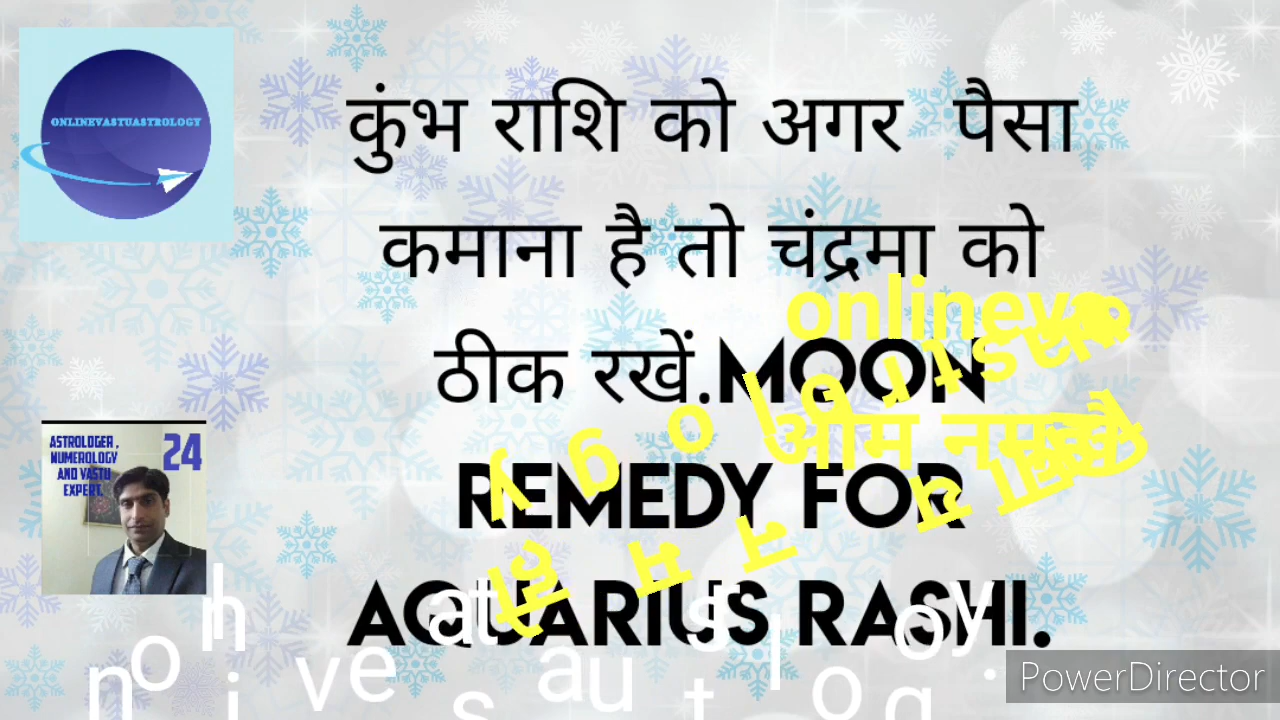 ONLINEVASTUASTROLOGY
कुंभ राशि को अगर पैसा
कमाना है तो चंद्रमा को
ठीक रखें.MOON
REMEDY FOR
AQUARIUS RASHI.
ASTROLOGER,
NUMEROLOGY
AND VASTU
EXPERT.
24
PowerDirector